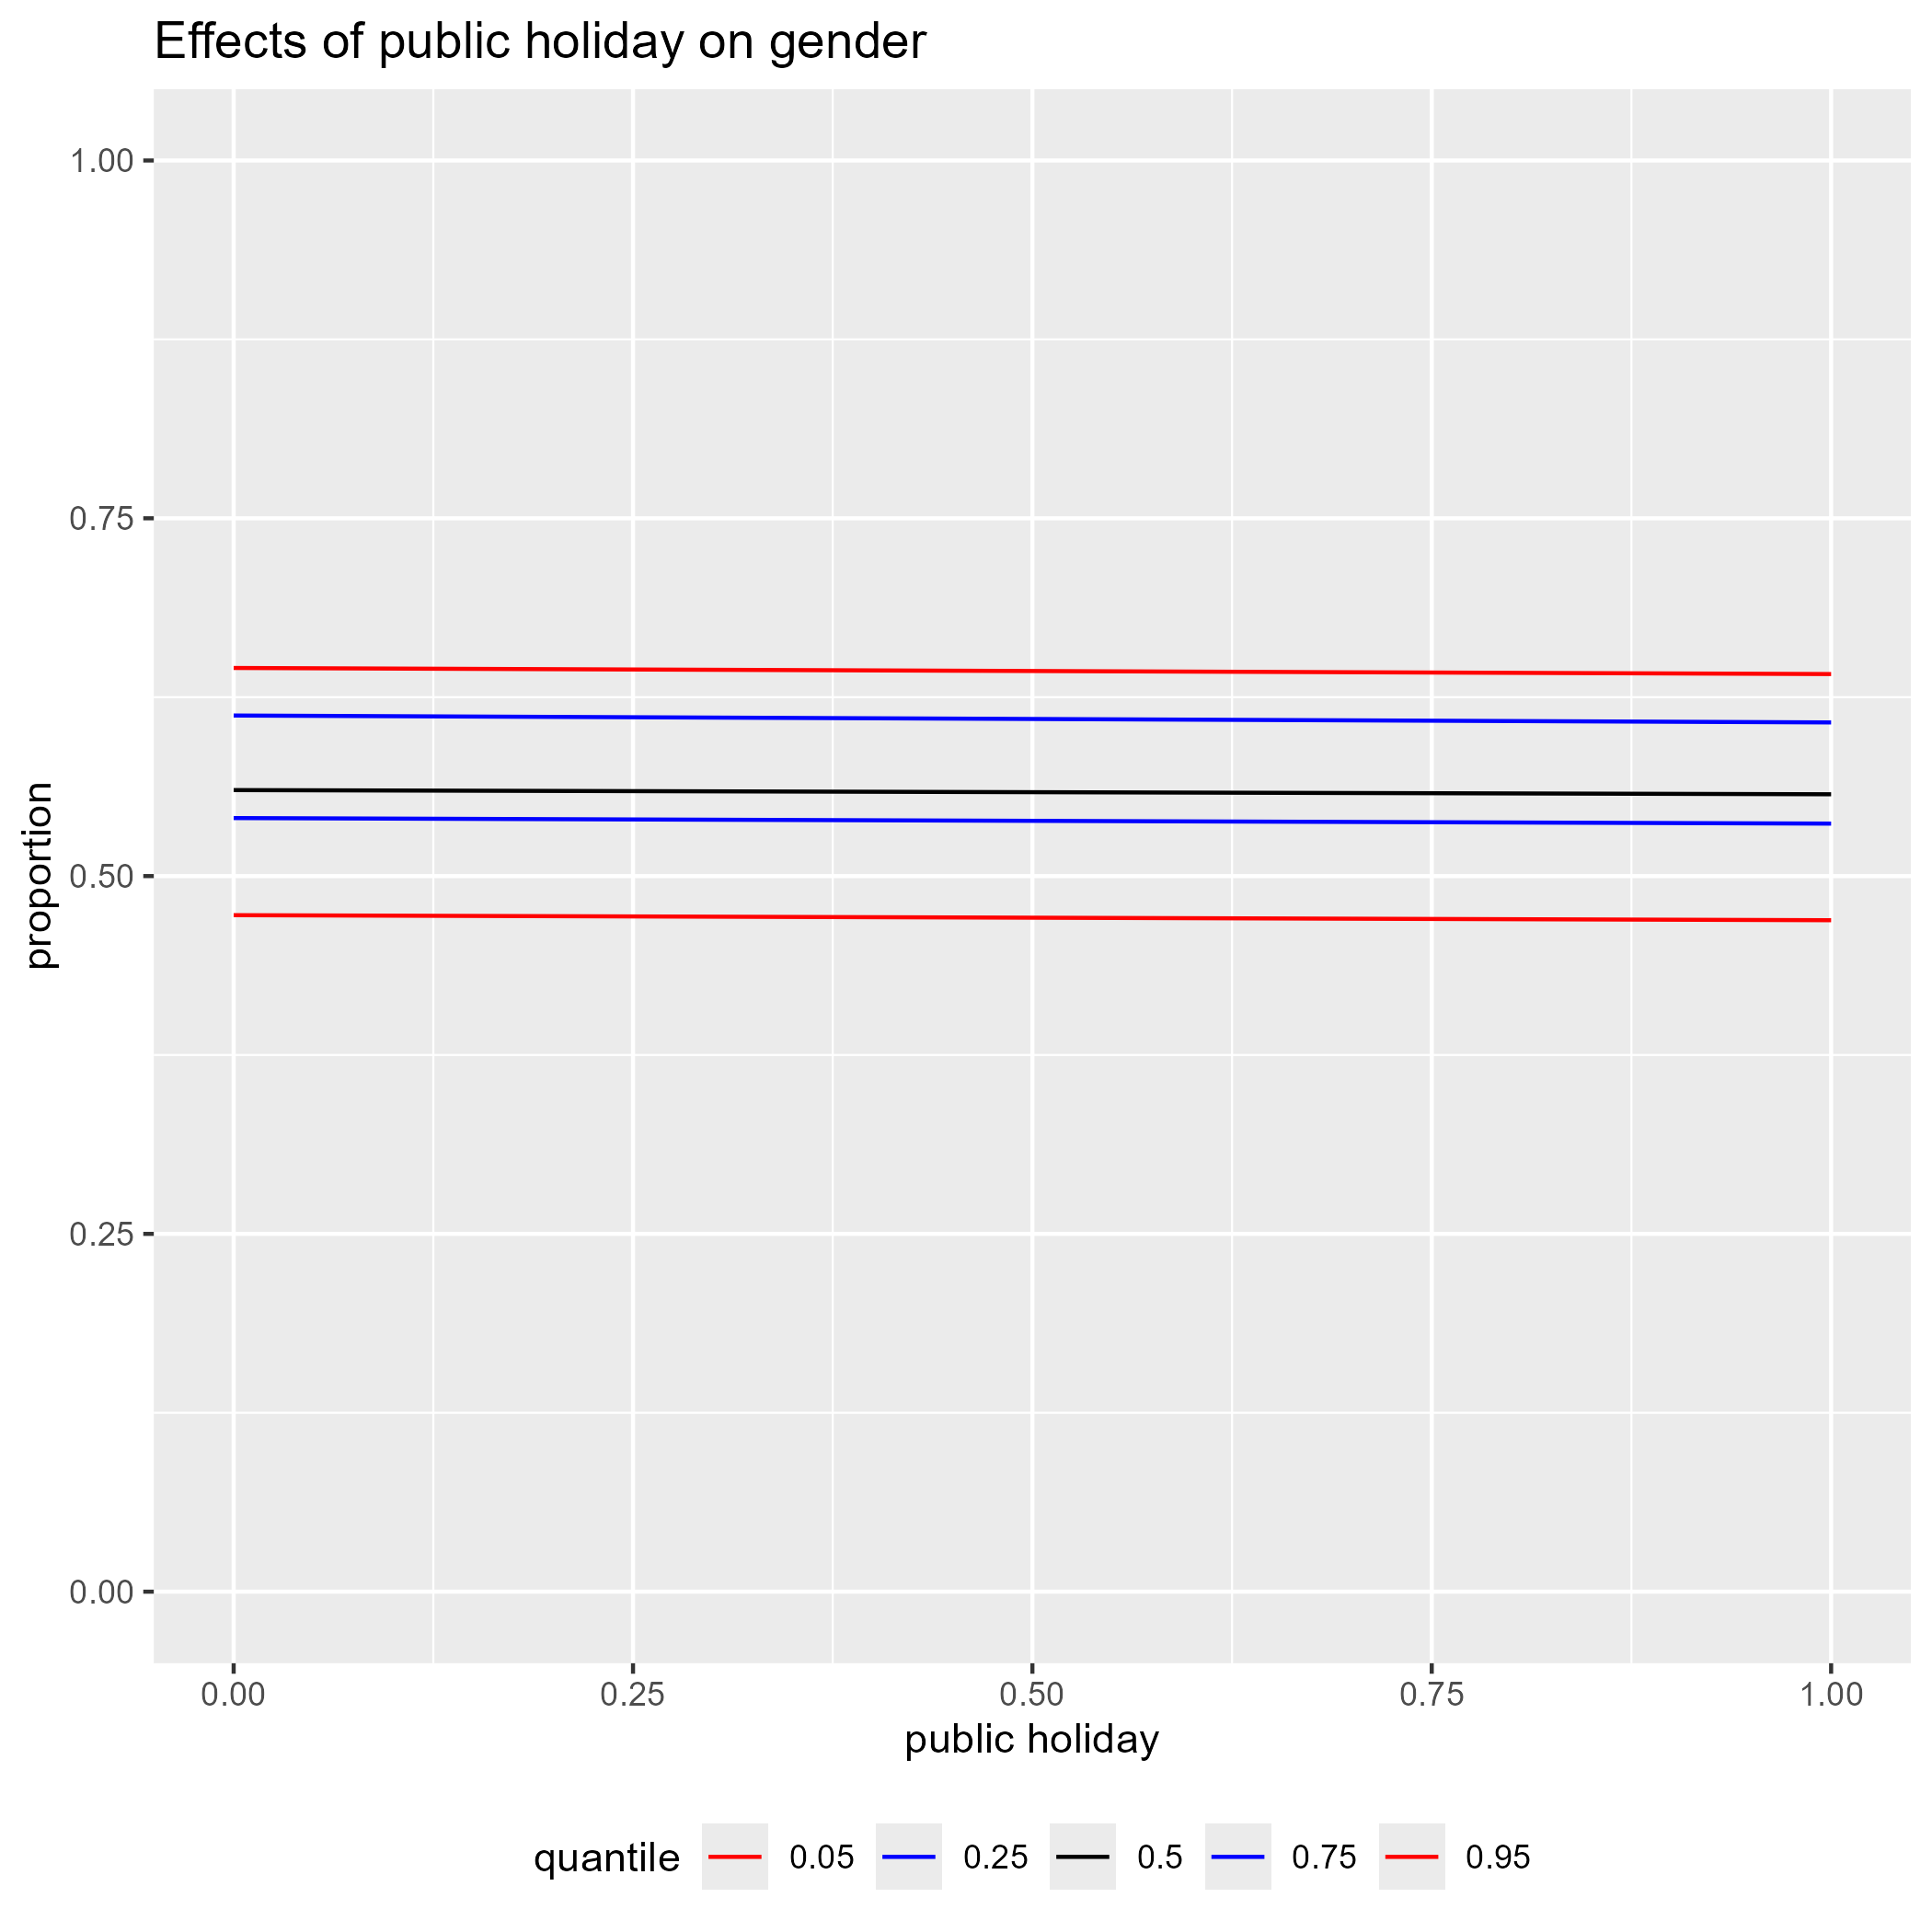 Effects of public holiday on gender
1.00
0.75
0.50
0.25
0.00
proportion
0.00 0.25 0.50 0.75 1.00
public holiday
quantile 0.05 0.25 0.5 0.75 0.95